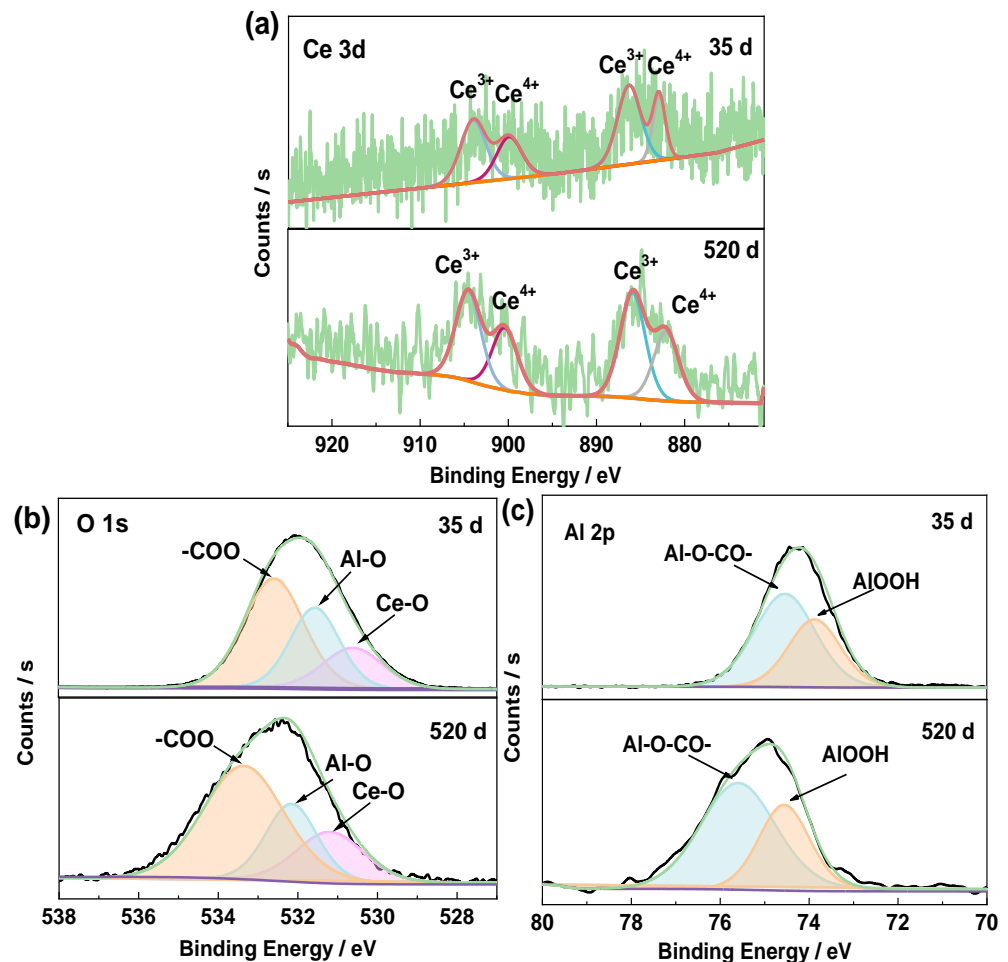 (a)
Ce 3d
35 d
Ce³⁺
Ce⁴⁺
Ce³⁺
Ce⁴⁺
520 d
Ce³⁺
Ce⁴⁺
Ce³⁺
Ce⁴⁺
Counts / s
920 910 900 890 880
Binding Energy / eV
(b)
O 1s
35 d
-COO
Al-O
Ce-O
520 d
-COO
Al-O
Ce-O
Counts / s
538 536 534 532 530 528
Binding Energy / eV
(c)
Al 2p
35 d
Al-O-CO-
AlOOH
520 d
Al-O-CO-
AlOOH
Counts / s
80 78 76 74 72 70
Binding Energy / eV